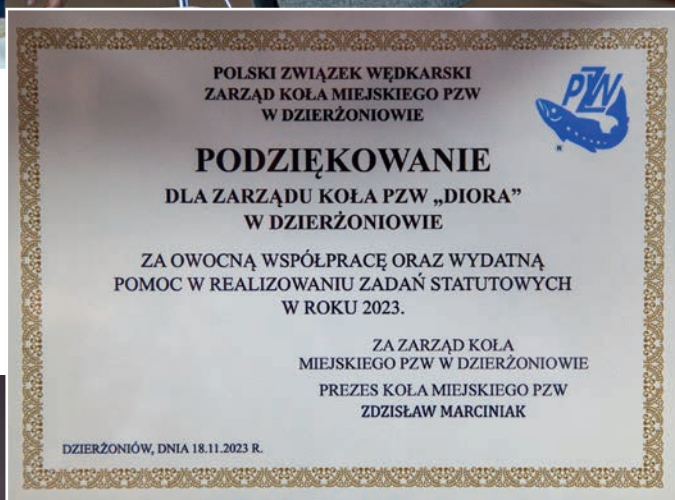 POLSKI ZWIĄZEK WĘDKARSKI
ZARZĄD KOŁA MIEJSKIEGO PZW
W DZIERŻONIOWIE
PZW
®
PODZIĘKOWANIE
DLA ZARZĄDU KOŁA PZW „DIORA”
W DZIERŻONIOWIE
ZA OWOCNĄ WSPÓŁPRACĘ ORAZ WYDATNĄ
POMOC W REALIZOWANIU ZADAŃ STATUTOWYCH
W ROKU 2023.
ZA ZARZĄD KOŁA
MIEJSKIEGO PZW W DZIERŻONIOWIE
PREZES KOŁA MIEJSKIEGO PZW
ZDZISŁAW MARCINIAK
DZIERŻONIÓW, DNIA 18.11.2023 R.